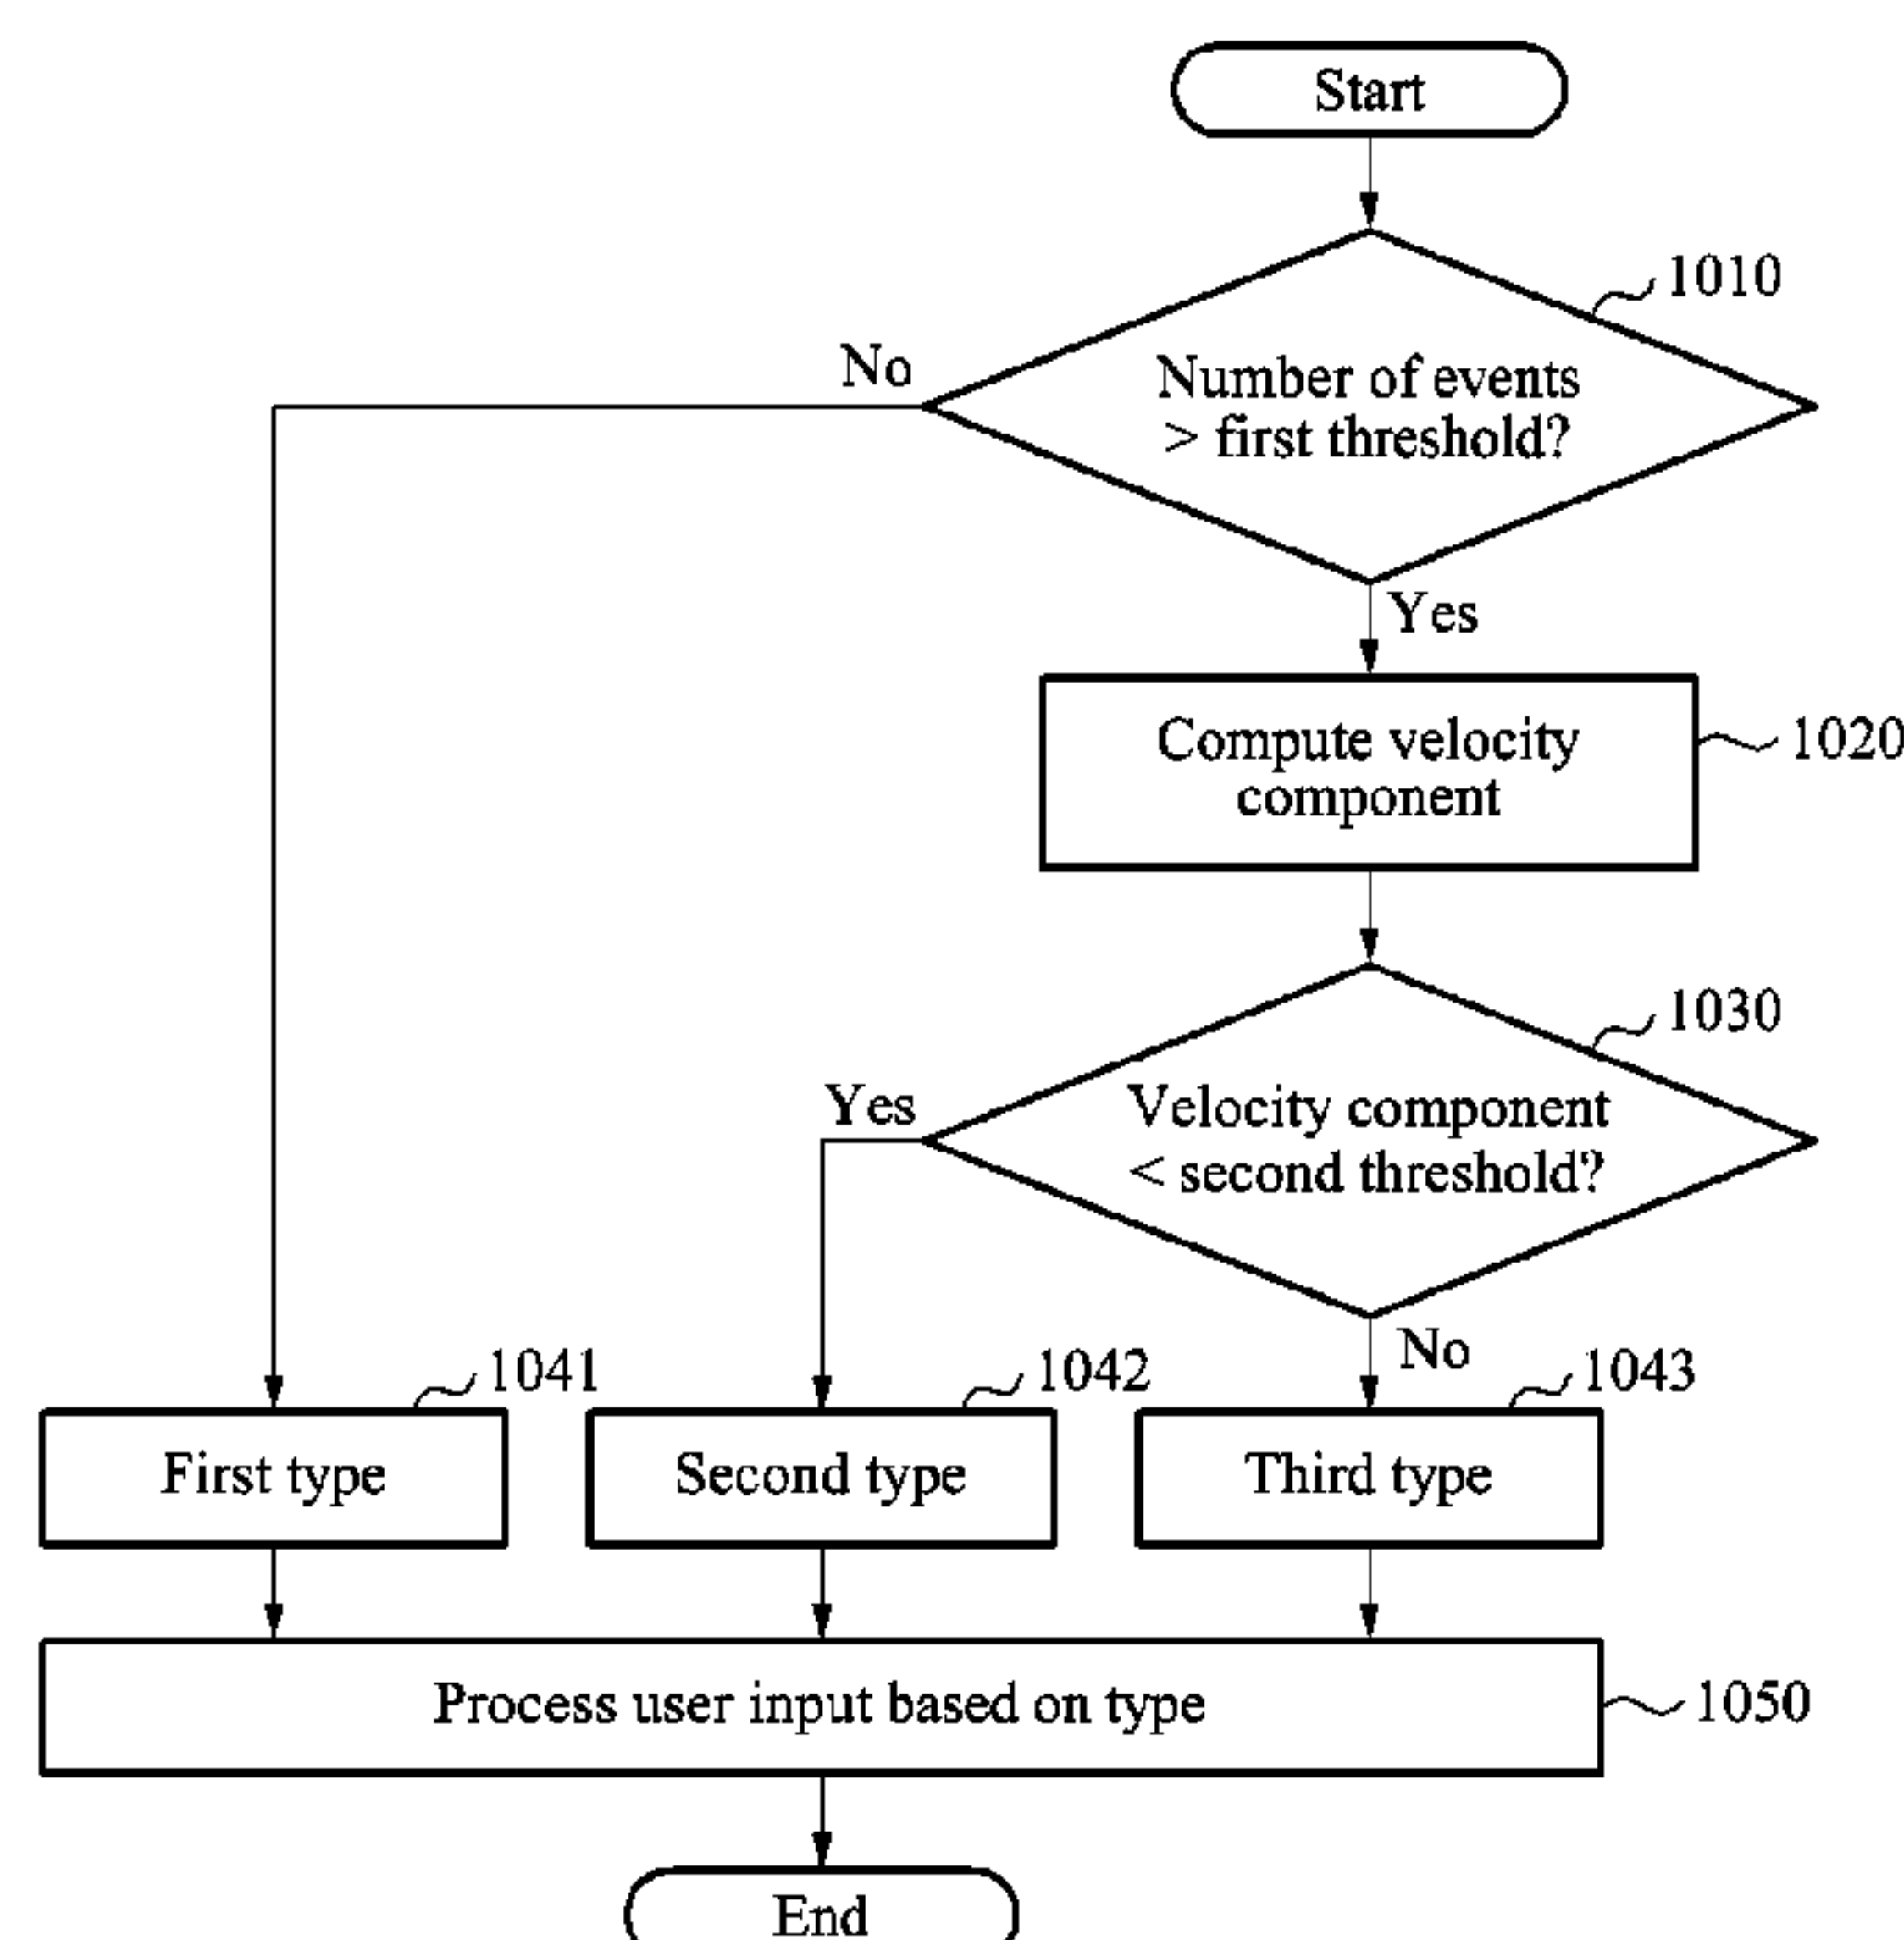 Start
1010
No
Number of events
> first threshold?
Yes
Compute velocity
component
1020
1030
Yes
Velocity component
< second threshold?
No
1041
1042
1043
First type
Second type
Third type
Process user input based on type
1050
End